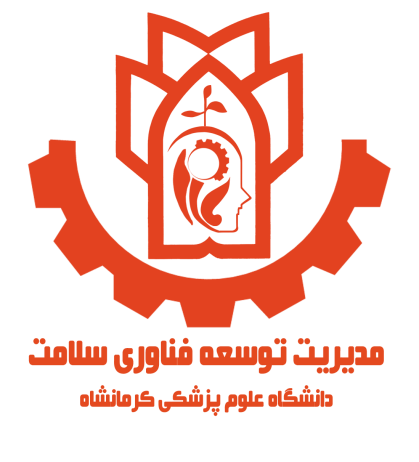 مدیریت توسعه فناوری سلامت
دانشگاه علوم پزشکی کرمانشاه